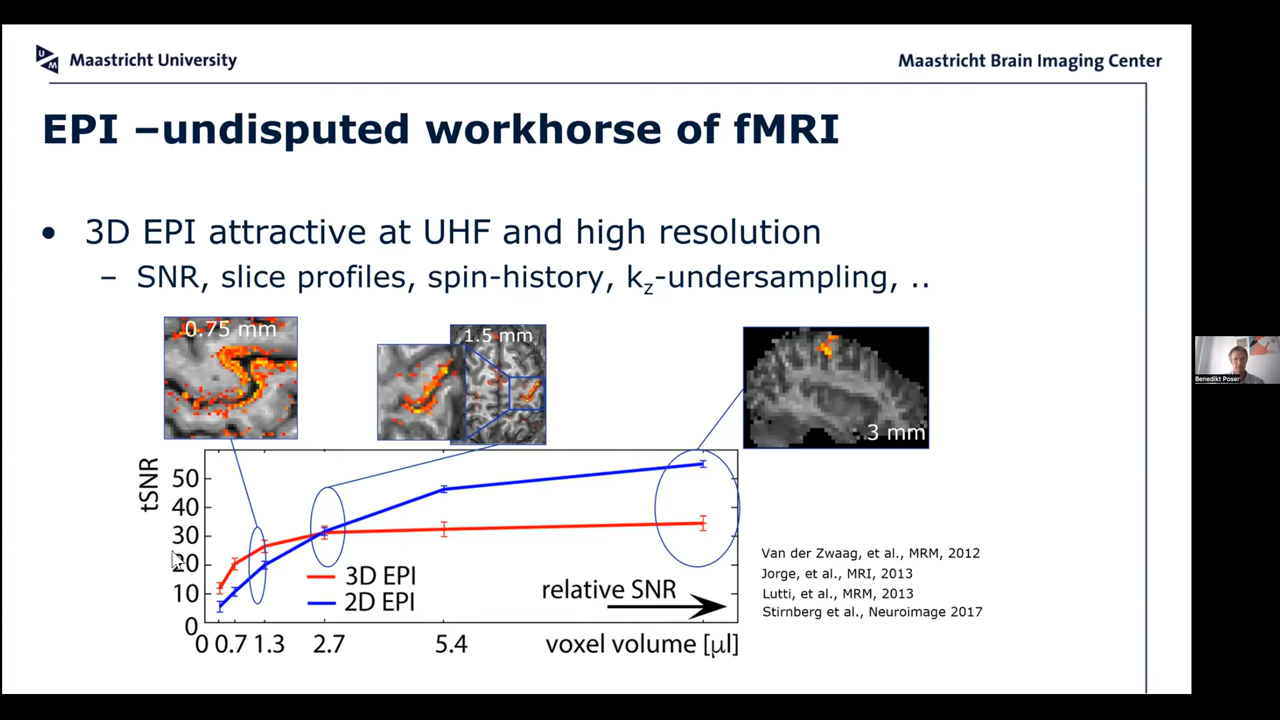 Maastricht University
Maastricht Brain Imaging Center
EPI –undisputed workhorse of fMRI
• 3D EPI attractive at UHF and high resolution
– SNR, slice profiles, spin-history, kz-undersampling, ..
0.75 mm
1.5 mm
3 mm
tSNR
50
40
30
20
10
0
3D EPI
2D EPI
relative SNR
0 0.7 1.3 2.7 5.4 voxel volume [μl]
Van der Zwaag, et al., MRM, 2012
Jorge, et al., MRI, 2013
Lutti, et al., MRM, 2013
Stirnberg et al., Neuroimage 2017
Benedikt Poser